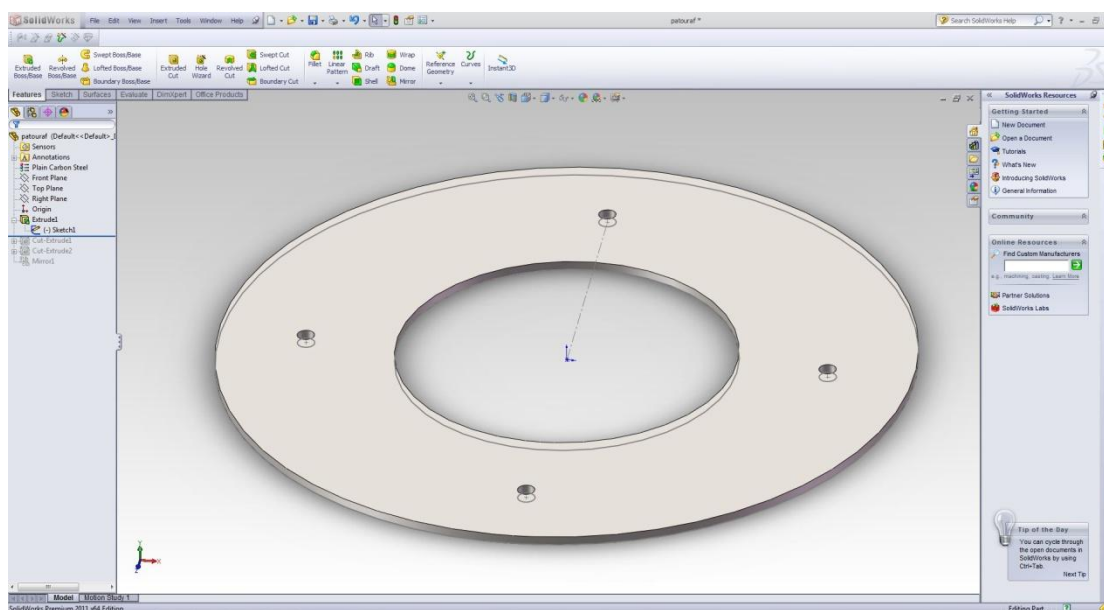 SolidWorks File Edit View Insert Tools Window Help patouraf * Search SolidWorks Help
Extruded Boss/Base Revolved Boss/Base Swept Boss/Base Lofted Boss/Base Boundary Boss/Base Extruded Cut Hole Wizard Revolved Cut Swept Cut Lofted Cut Boundary Cut Fillet Linear Pattern Rib Draft Shell Wrap Dome Mirror Reference Geometry Curves Instant3D
Features Sketch Surfaces Evaluate DimXpert Office Products
patouraf (Default<<Default>_
Sensors
Annotations
Plain Carbon Steel
Front Plane
Top Plane
Right Plane
Origin
Extrude1
(-) Sketch1
Cut-Extrude1
Cut-Extrude2
Mirror1
Y
X
SolidWorks Resources
Getting Started
New Document
Open a Document
Tutorials
What's New
Introducing SolidWorks
General Information
Community
Online Resources
Find Custom Manufacturers
e.g., machining, casting, Learn More
Partner Solutions
SolidWorks Labs
Tip of the Day
You can cycle through
the open documents in
SolidWorks by using
Ctrl+Tab.
Next Tip
Model Motion Study 1
SolidWorks Premium 2011 x64 Edition Editing Part